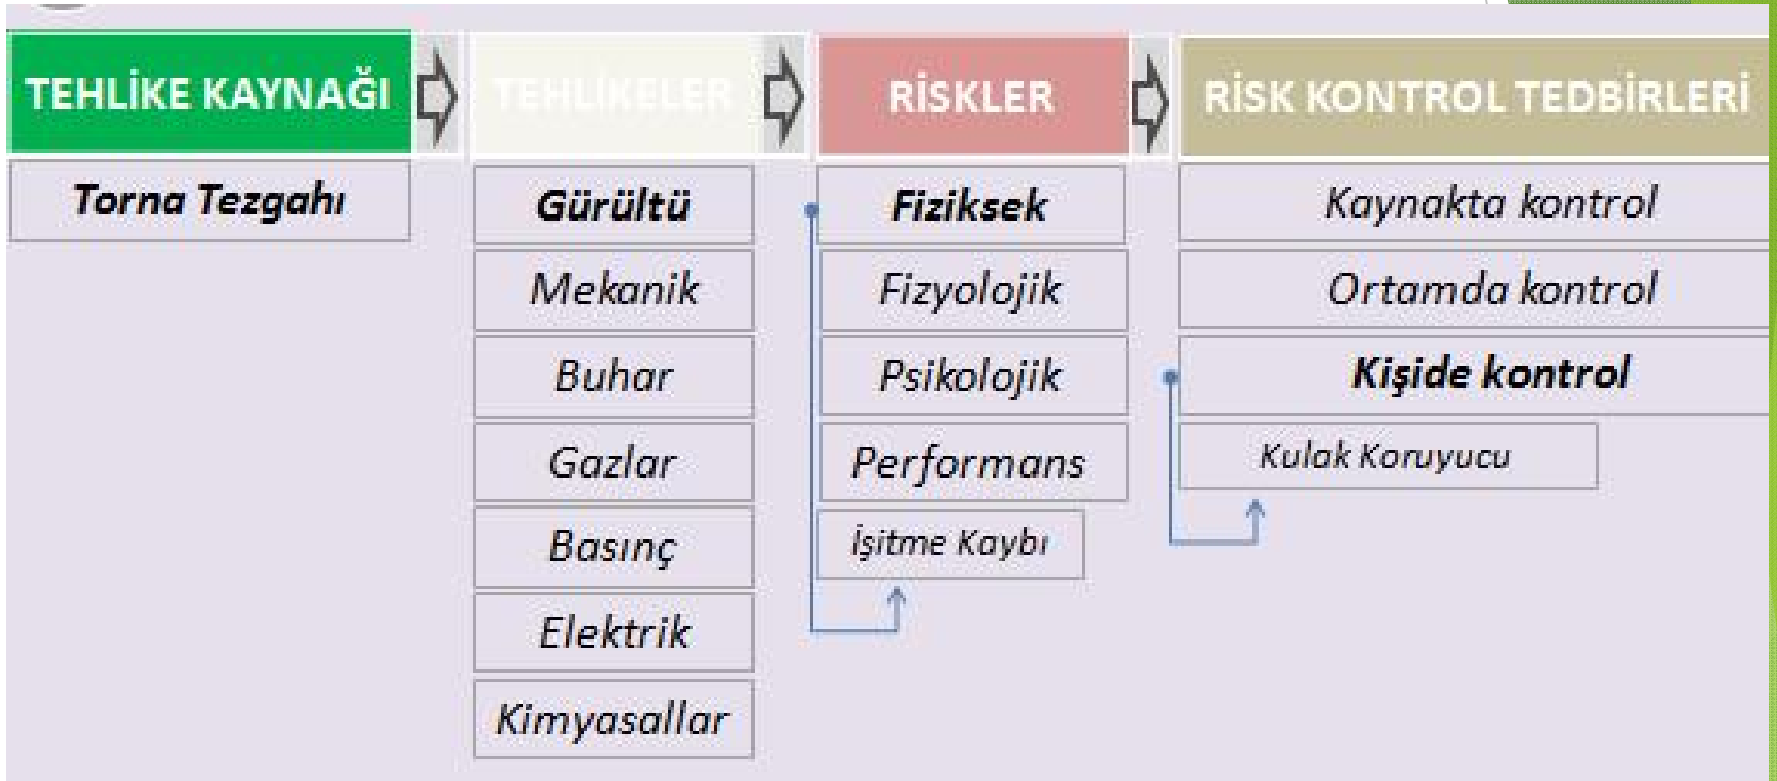 TEHLİKE KAYNAĞI
TEHLİKELER
RİSKLER
RİSK KONTROL TEDBİRLERİ
Torna Tezgahı
Gürültü
Mekanik
Buhar
Gazlar
Basınç
Elektrik
Kimyasallar
Fiziksek
Fizyolojik
Psikolojik
Performans
İşitme Kaybı
Kaynakta kontrol
Ortamda kontrol
Kişide kontrol
Kulak Koruyucu